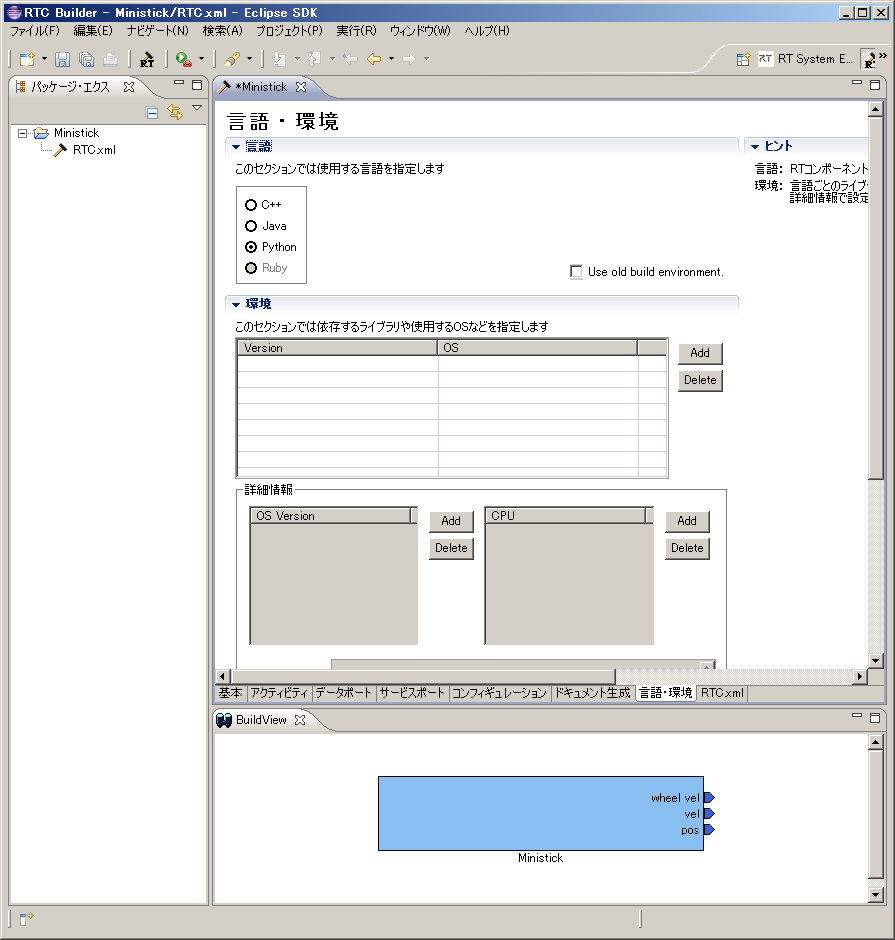 RTC Builder - Ministick/RTC.xml - Eclipse SDK
ファイル(F) 編集(E) ナビゲート(N) 検索(A) プロジェクト(P) 実行(R) ウィンドウ(W) ヘルプ(H)
RT RT RT System E... R »
パッケージ・エクス
*Ministick
Ministick
RTC.xml
言語・環境
言語
このセクションでは使用する言語を指定します
C++
Java
Python
Ruby
Use old build environment.
ヒント
言語: RTコンポーネント
環境: 言語ごとのライブ
詳細情報で設定
環境
このセクションでは依存するライブラリや使用するOSなどを指定します
Version OS
Add
Delete
詳細情報
OS Version
Add
Delete
CPU
Add
Delete
基本 アクティビティ データポート サービスポート コンフィギュレーション ドキュメント生成 言語・環境 RTC.xml
BuildView
wheel vel
vel
pos
Ministick